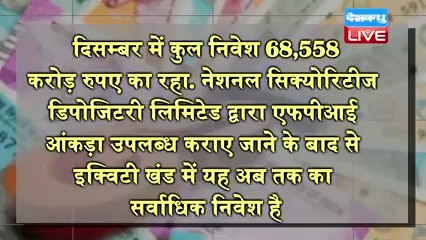 देशबन्धु
LIVE
दिसम्बर में कुल निवेश 68,558
करोड़ रुपए का रहा. नेशनल सिक्योरिटीज
डिपोजिटरी लिमिटेड द्वारा एफपीआई
आंकड़ा उपलब्ध कराए जाने के बाद से
इक्विटी खंड में यह अब तक का
सर्वाधिक निवेश है